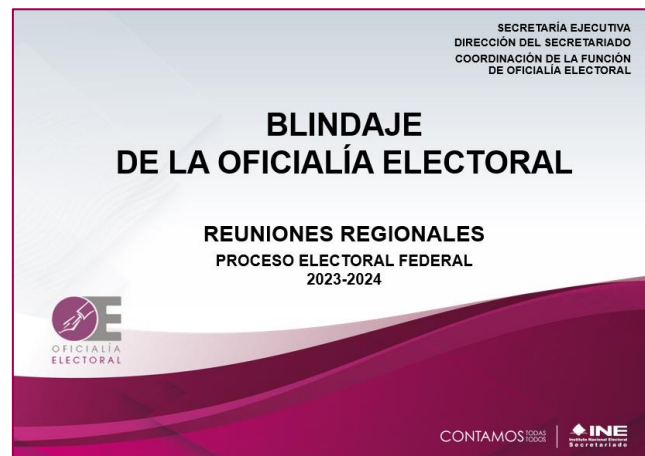 SECRETARÍA EJECUTIVA
DIRECCIÓN DEL SECRETARIADO
COORDINACIÓN DE LA FUNCIÓN
DE OFICIALÍA ELECTORAL
BLINDAJE
DE LA OFICIALÍA ELECTORAL
REUNIONES REGIONALES
PROCESO ELECTORAL FEDERAL
2023-2024
OE
OFICIALÍA
ELECTORAL
CONTAMOS TODAS TODOS
INE
Instituto Nacional Electoral
Secretariado